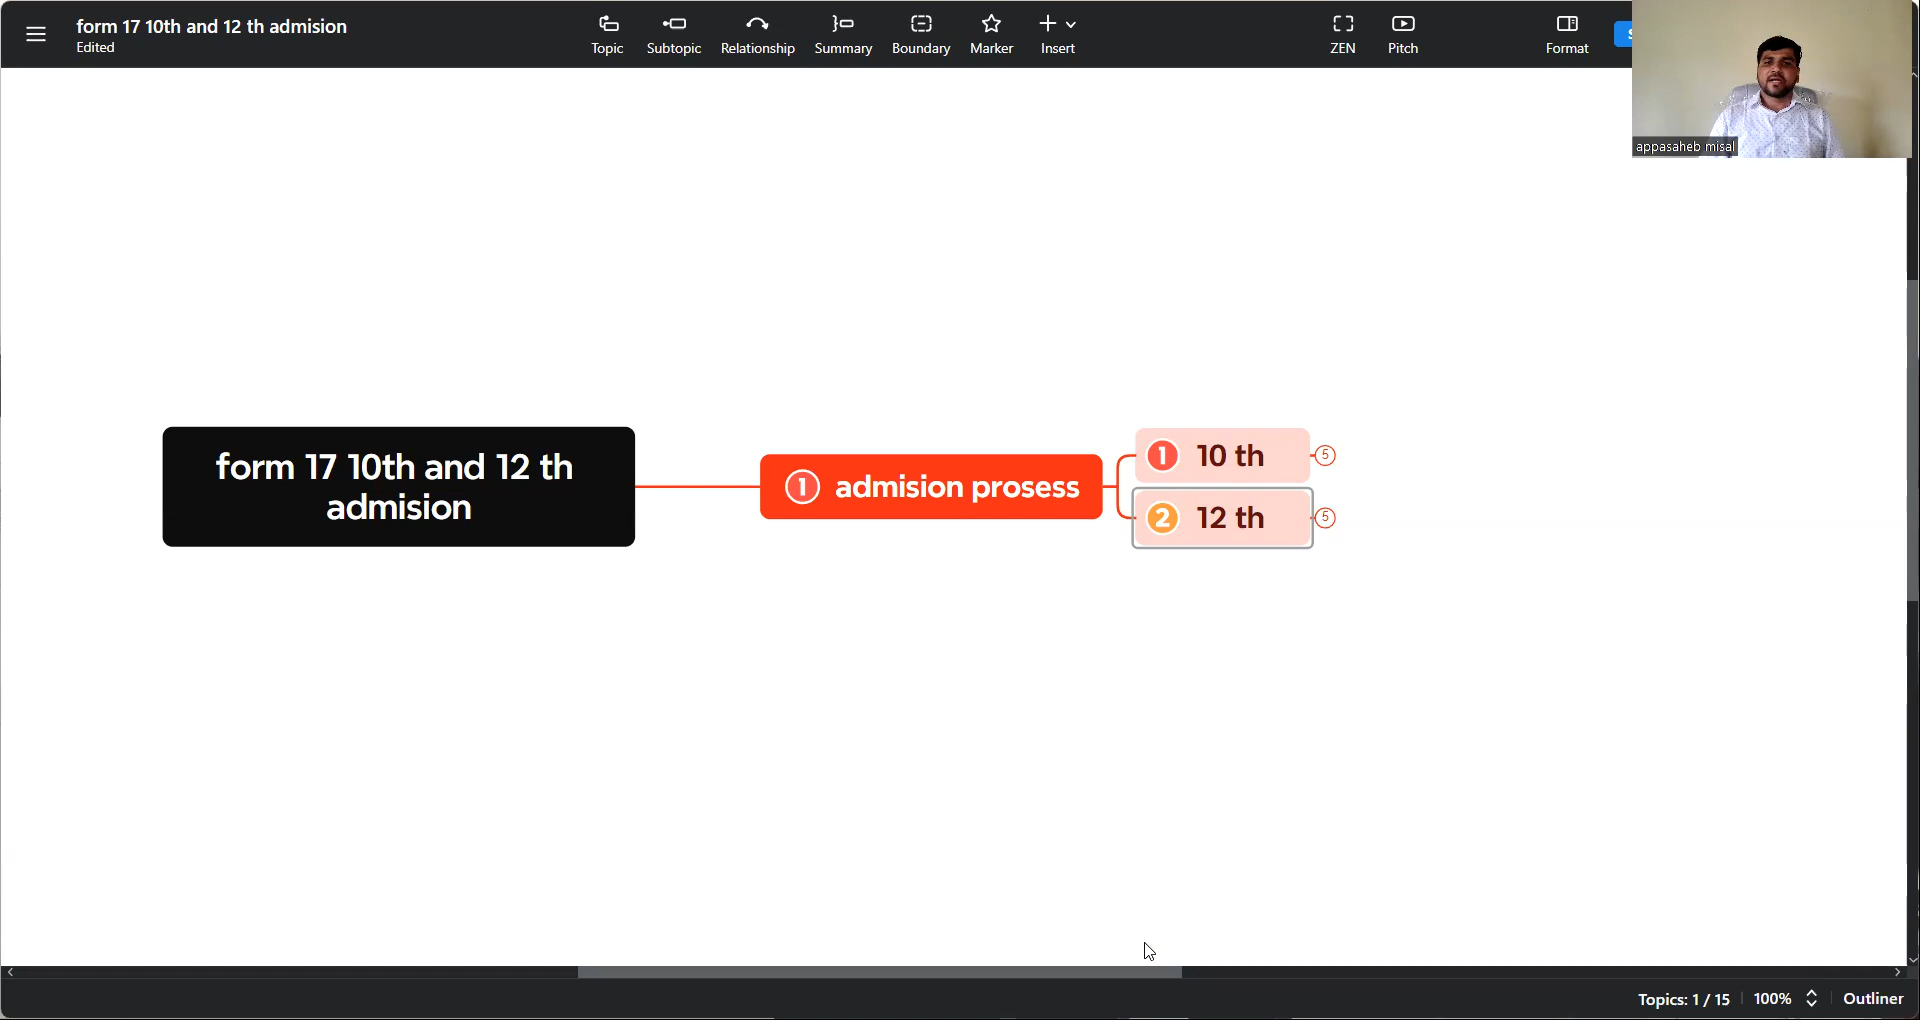 form 17 10th and 12 th admision
Edited
Topic
Subtopic
Relationship
Summary
Boundary
Marker
Insert
ZEN
Pitch
Format
appasaheb misal
form 17 10th and 12 th
admision
1 admision prosess
1 10 th 5
2 12 th 5
Topics: 1 / 15
100%
Outliner